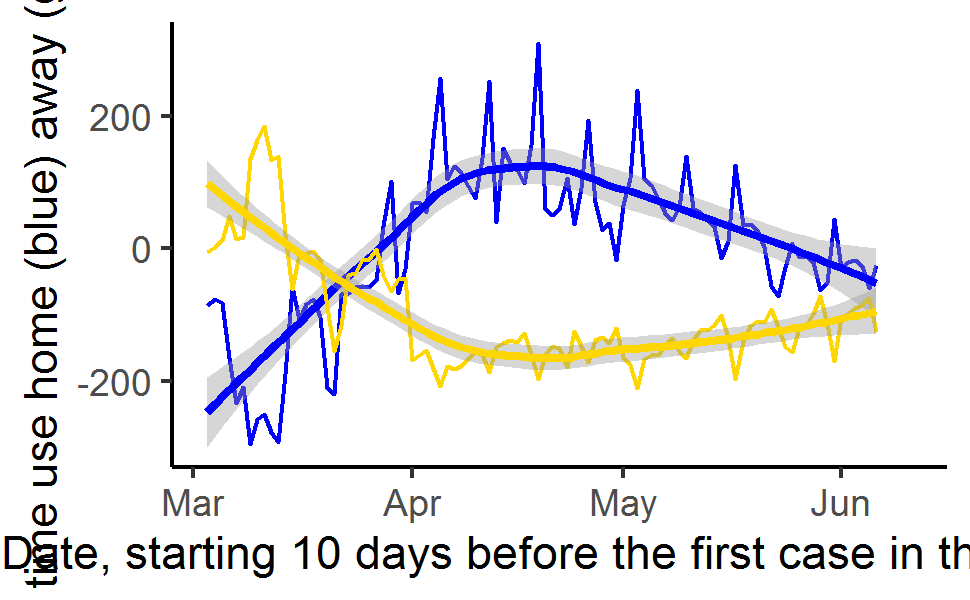 time use home (blue) away (
200
0
-200
Mar Apr May Jun
Date, starting 10 days before the first case in th